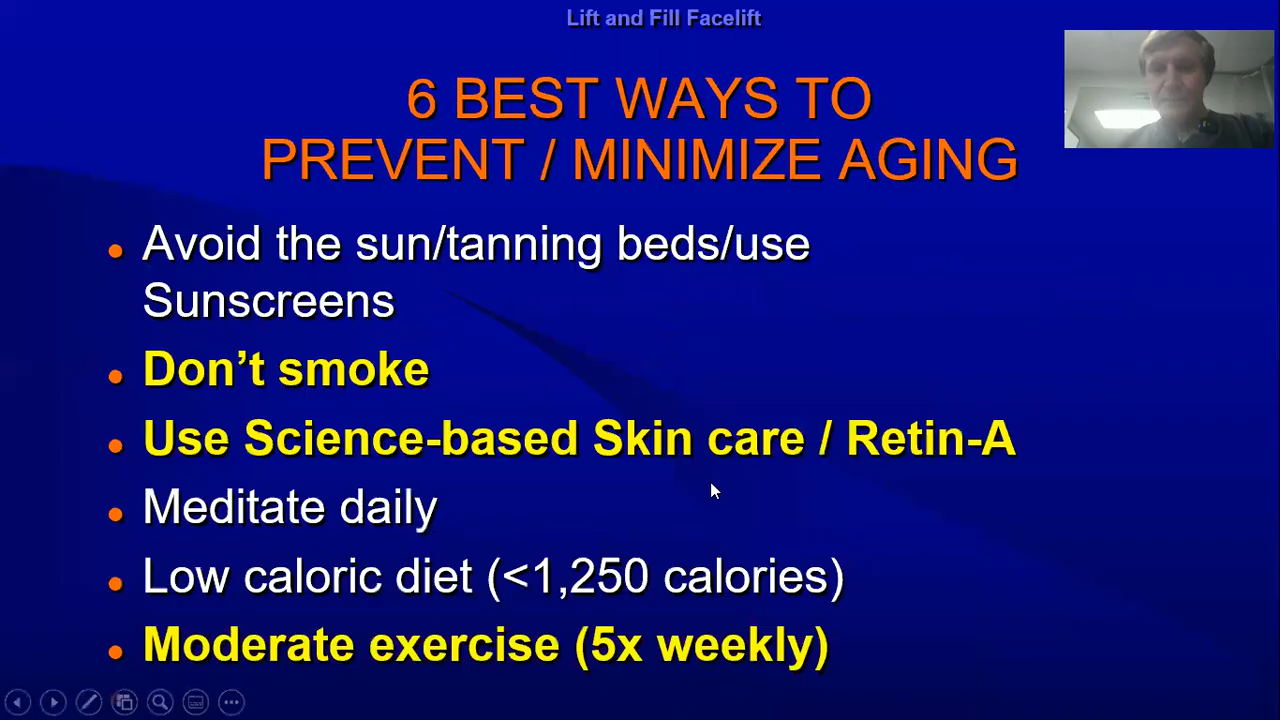 Lift and Fill Facelift
6 BEST WAYS TO
PREVENT / MINIMIZE AGING
Avoid the sun/tanning beds/use
Sunscreens
Don’t smoke
Use Science-based Skin care / Retin-A
Meditate daily
Low caloric diet (<1,250 calories)
Moderate exercise (5x weekly)